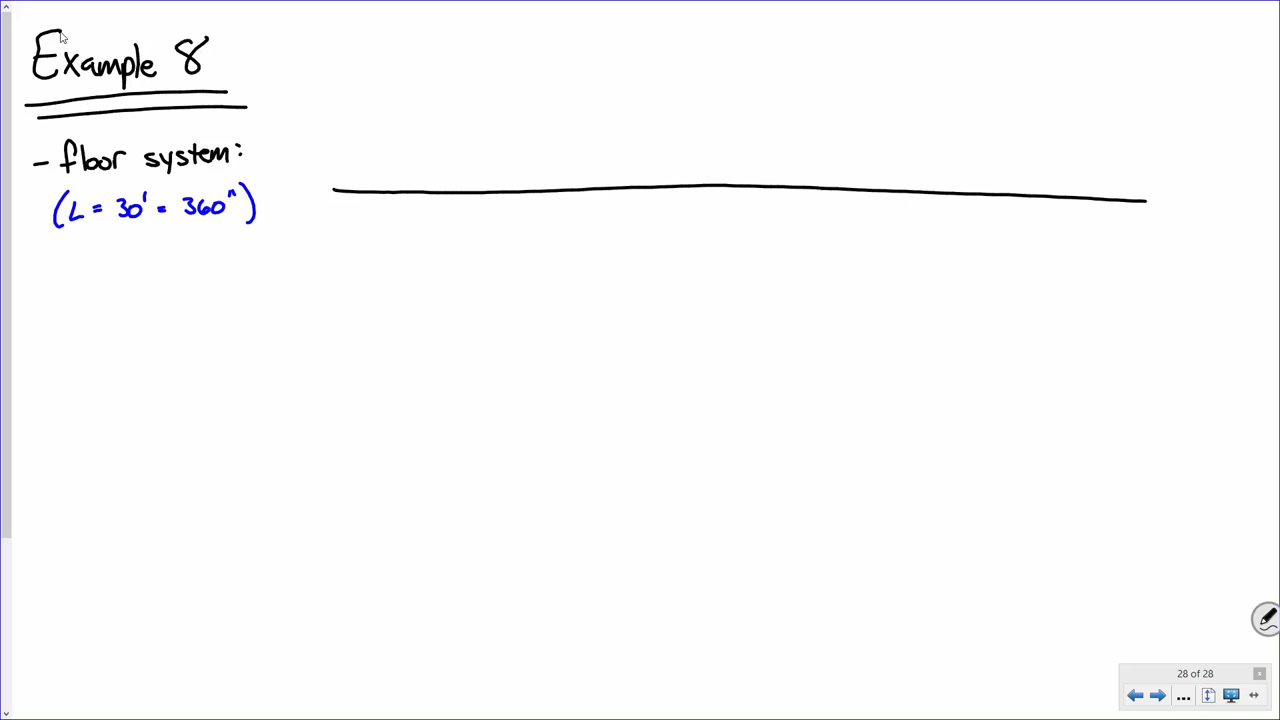 Example 8
- floor system:
(L = 30' = 360")
28 of 28